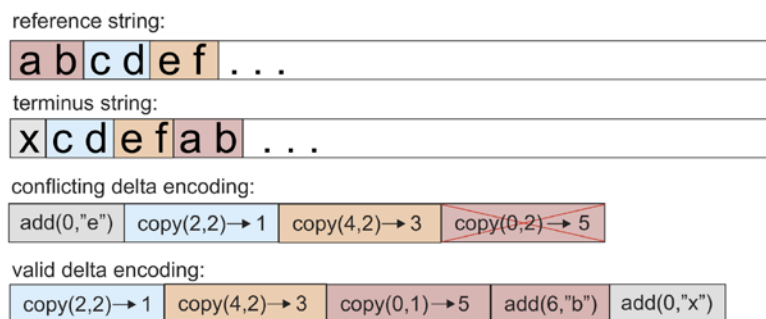 reference string:
a b c d e f . . .
terminus string:
x c d e f a b . . .
conflicting delta encoding:
add(0,"e") copy(2,2)→1 copy(4,2)→3 copy(0,2)→5
valid delta encoding:
copy(2,2)→1 copy(4,2)→3 copy(0,1)→5 add(6,"b") add(0,"x")